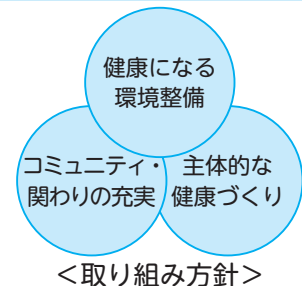 健康になる
環境整備
コミュニティ・
関わりの充実
主体的な
健康づくり
＜取り組み方針＞